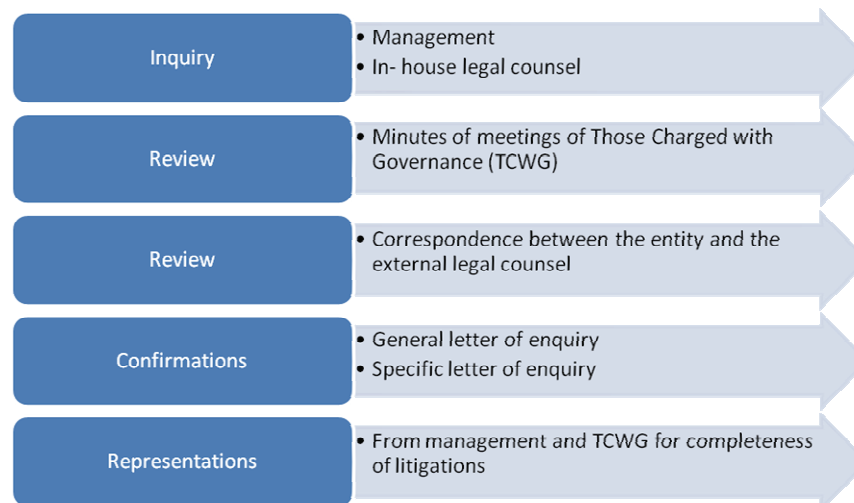 Inquiry
• Management
• In- house legal counsel
Review
• Minutes of meetings of Those Charged with
Governance (TCWG)
Review
• Correspondence between the entity and the
external legal counsel
Confirmations
• General letter of enquiry
• Specific letter of enquiry
Representations
• From management and TCWG for completeness
of litigations